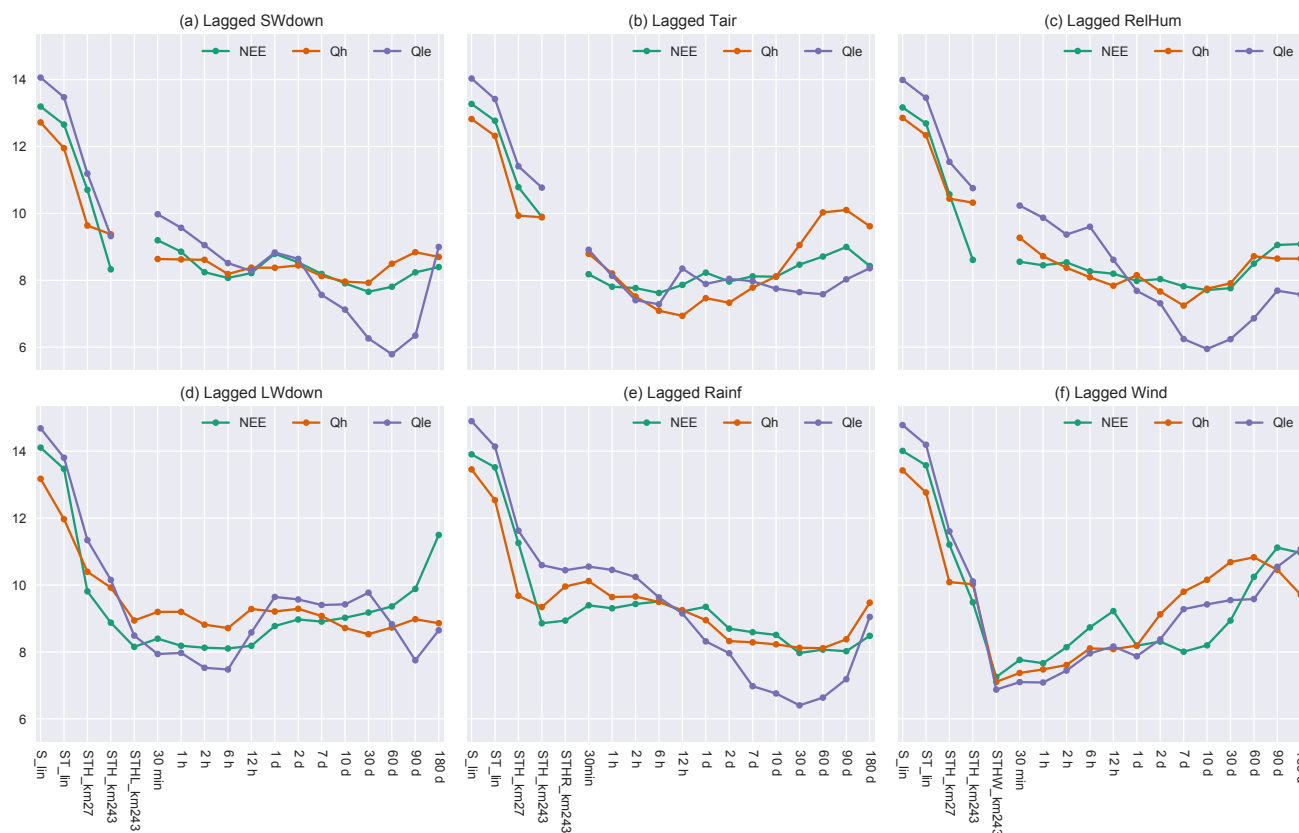 (a) Lagged SWdown
(b) Lagged Tair
(c) Lagged RelHum
NEE Qh Qle
NEE Qh Qle
NEE Qh Qle
14
12
10
8
6
(d) Lagged LWdown
(e) Lagged Rainf
(f) Lagged Wind
NEE Qh Qle
NEE Qh Qle
NEE Qh Qle
14
12
10
8
6
S_lin
ST_lin
STH_km27
STH_km243
STHL_km243
30 min
1 h
2 h
6 h
12 h
1 d
2 d
7 d
10 d
30 d
60 d
90 d
180 d
S_lin
ST_lin
STH_km27
STH_km243
STHR_km243
30min
1 h
2 h
6 h
12 h
1 d
2 d
7 d
10 d
30 d
60 d
90 d
180 d
S_lin
ST_lin
STH_km27
STH_km243
STHW_km243
30 min
1 h
2 h
6 h
12 h
1 d
2 d
7 d
10 d
30 d
60 d
90 d